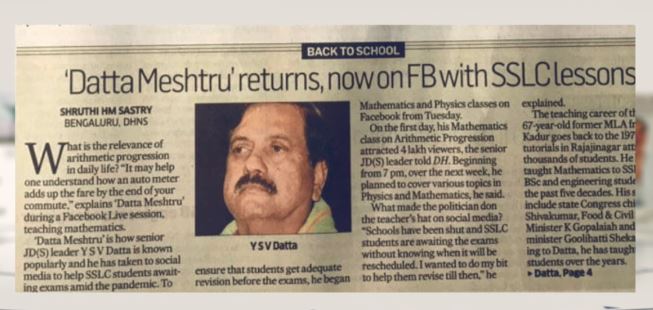 BACK TO SCHOOL
'Datta Meshtru' returns, now on FB with SSLC lessons
SHRUTHI HM SASTRY
BENGALURU, DHNS
What is the relevance of
arithmetic progression
in daily life? "It may help
one understand how an auto meter
adds up the fare by the end of your
commute," explains 'Datta Meshtru'
during a Facebook Live session,
teaching mathematics.
'Datta Meshtru' is how senior
JD(S) leader Y S V Datta is known
popularly and he has taken to social
media to help SSLC students await-
ing exams amid the pandemic. To
Y S V Datta
ensure that students get adequate
revision before the exams, he began
Mathematics and Physics classes on
Facebook from Tuesday.
On the first day, his Mathematics
class on Arithmetic Progression
attracted 4 lakh viewers, the senior
JD(S) leader told DH. Beginning
from 7 pm, over the next week, he
planned to cover various topics in
Physics and Mathematics, he said.
What made the politician don
the teacher's hat on social media?
"Schools have been shut and SSLC
students are awaiting the exams
without knowing when it will be
rescheduled. I wanted to do my bit
to help them revise till then," he
explained.
The teaching career of th
67-year-old former MLA fr
Kadur goes back to the 197
tutorials in Rajajinagar att
thousands of students. He
taught Mathematics to SSL
BSc and engineering stude
the past five decades. His s
include state Congress chi
Shivakumar, Food & Civil
Minister K Gopalaiah and
minister Goolihatti Sheka
ing to Datta, he has taugh
students over the years.
Datta, Page 4